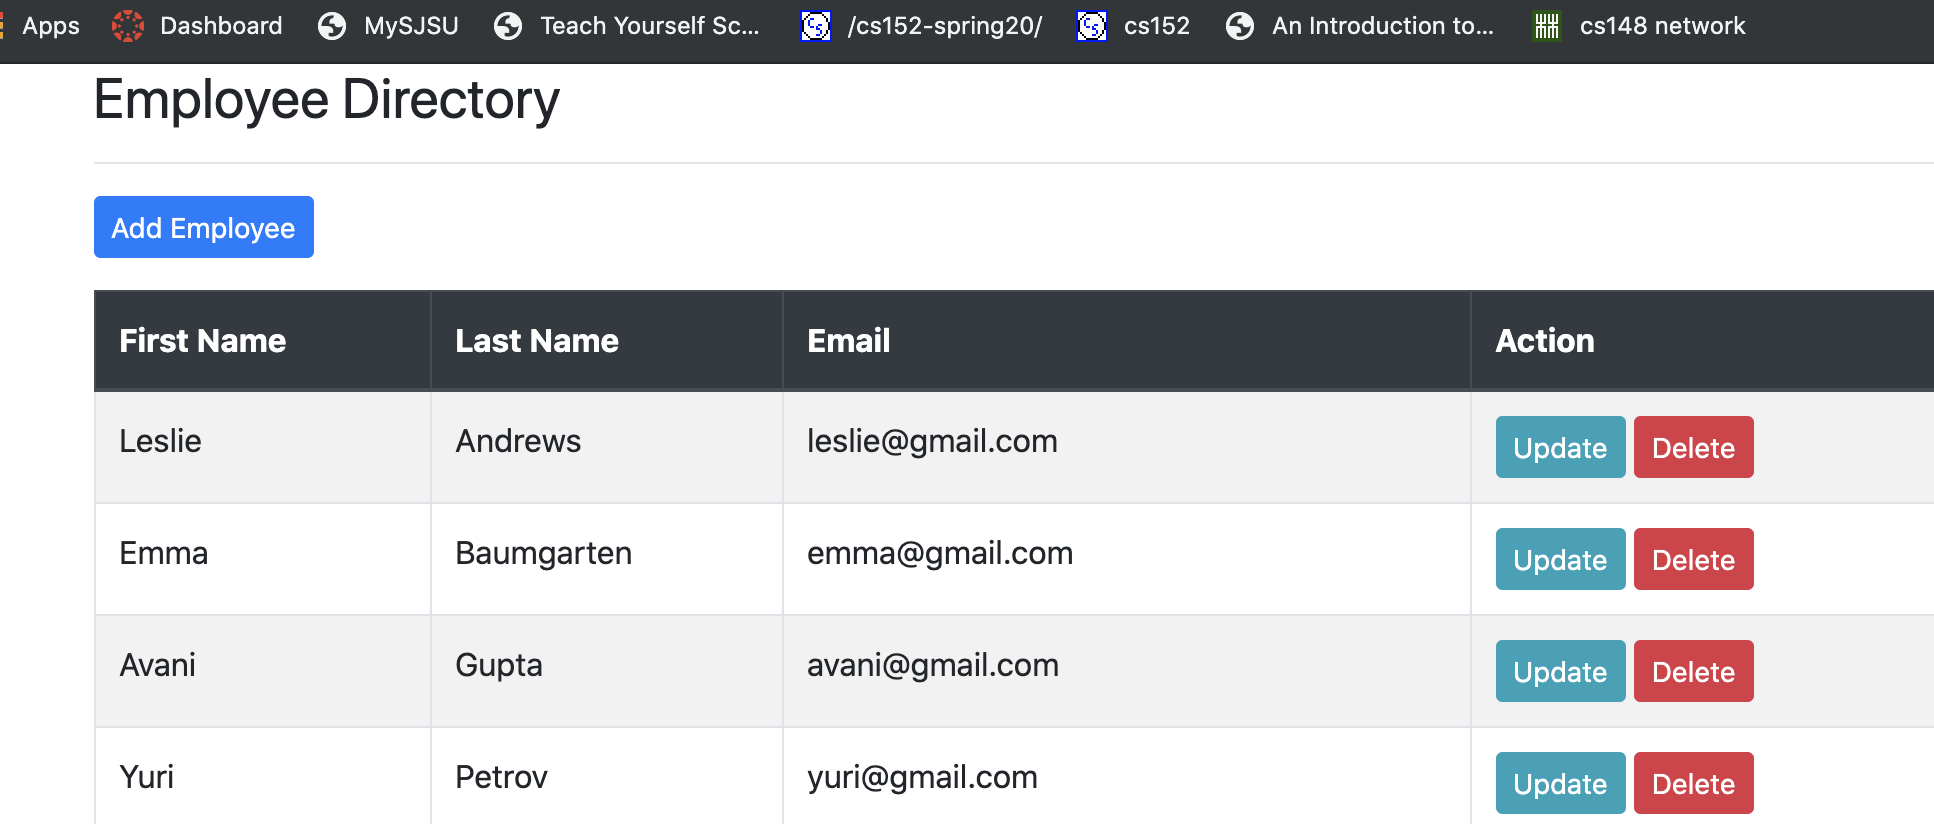 Apps Dashboard MySJSU Teach Yourself Sc... /cs152-spring20/ cs152 An Introduction to... cs148 network
Employee Directory
Add Employee
First Name Last Name Email Action
Leslie Andrews leslie@gmail.com Update Delete
Emma Baumgarten emma@gmail.com Update Delete
Avani Gupta avani@gmail.com Update Delete
Yuri Petrov yuri@gmail.com Update Delete